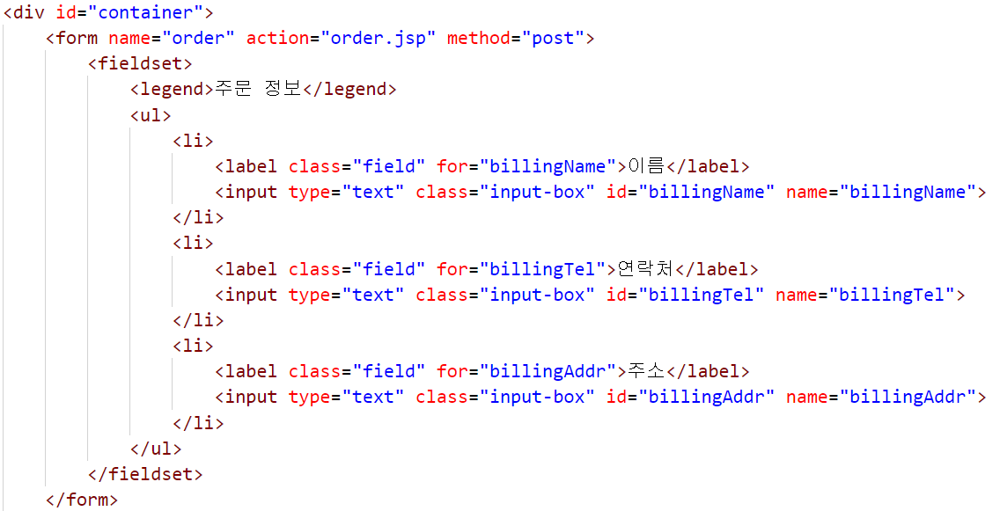 <div id="container">
<form name="order" action="order.jsp" method="post">
<fieldset>
<legend>주문 정보</legend>
<ul>
<li>
<label class="field" for="billingName">이름</label>
<input type="text" class="input-box" id="billingName" name="billingName">
</li>
<li>
<label class="field" for="billingTel">연락처</label>
<input type="text" class="input-box" id="billingTel" name="billingTel">
</li>
<li>
<label class="field" for="billingAddr">주소</label>
<input type="text" class="input-box" id="billingAddr" name="billingAddr">
</li>
</ul>
</fieldset>
</form>